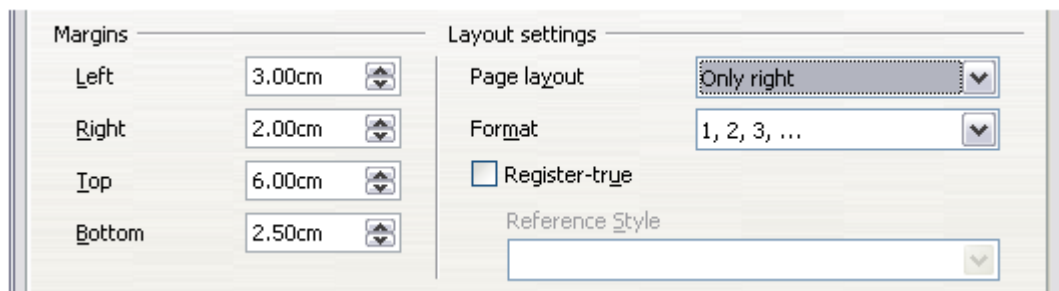 Margins
Left 3.00cm
Right 2.00cm
Top 6.00cm
Bottom 2.50cm
Layout settings
Page layout Only right
Format 1, 2, 3, ...
Register-true
Reference Style